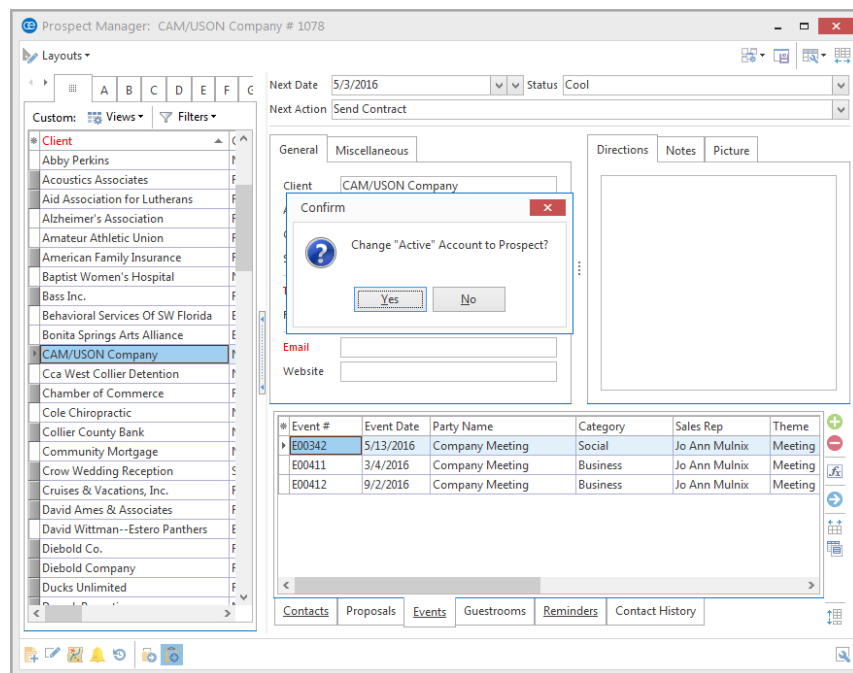 Prospect Manager: CAM/USON Company # 1078
Layouts
A B C D E F G
Custom: Views Filters
Client
Abby Perkins
Acoustics Associates
Aid Association for Lutherans
Alzheimer's Association
Amateur Athletic Union
American Family Insurance
Baptist Women's Hospital
Bass Inc.
Behavioral Services Of SW Florida
Bonita Springs Arts Alliance
CAM/USON Company
Cca West Collier Detention
Chamber of Commerce
Cole Chiropractic
Collier County Bank
Community Mortgage
Crow Wedding Reception
Cruises & Vacations, Inc.
David Ames & Associates
David Wittman--Estero Panthers
Diebold Co.
Diebold Company
Ducks Unlimited
Next Date 5/3/2016 Status Cool
Next Action Send Contract
General Miscellaneous
Client CAM/USON Company
Confirm
Change "Active" Account to Prospect?
Yes No
Email
Website
Directions Notes Picture
Event # Event Date Party Name Category Sales Rep Theme
E00342 5/13/2016 Company Meeting Social Jo Ann Mulnix Meeting
E00411 3/4/2016 Company Meeting Business Jo Ann Mulnix Meeting
E00412 9/2/2016 Company Meeting Business Jo Ann Mulnix Meeting
Contacts Proposals Events Guestrooms Reminders Contact History